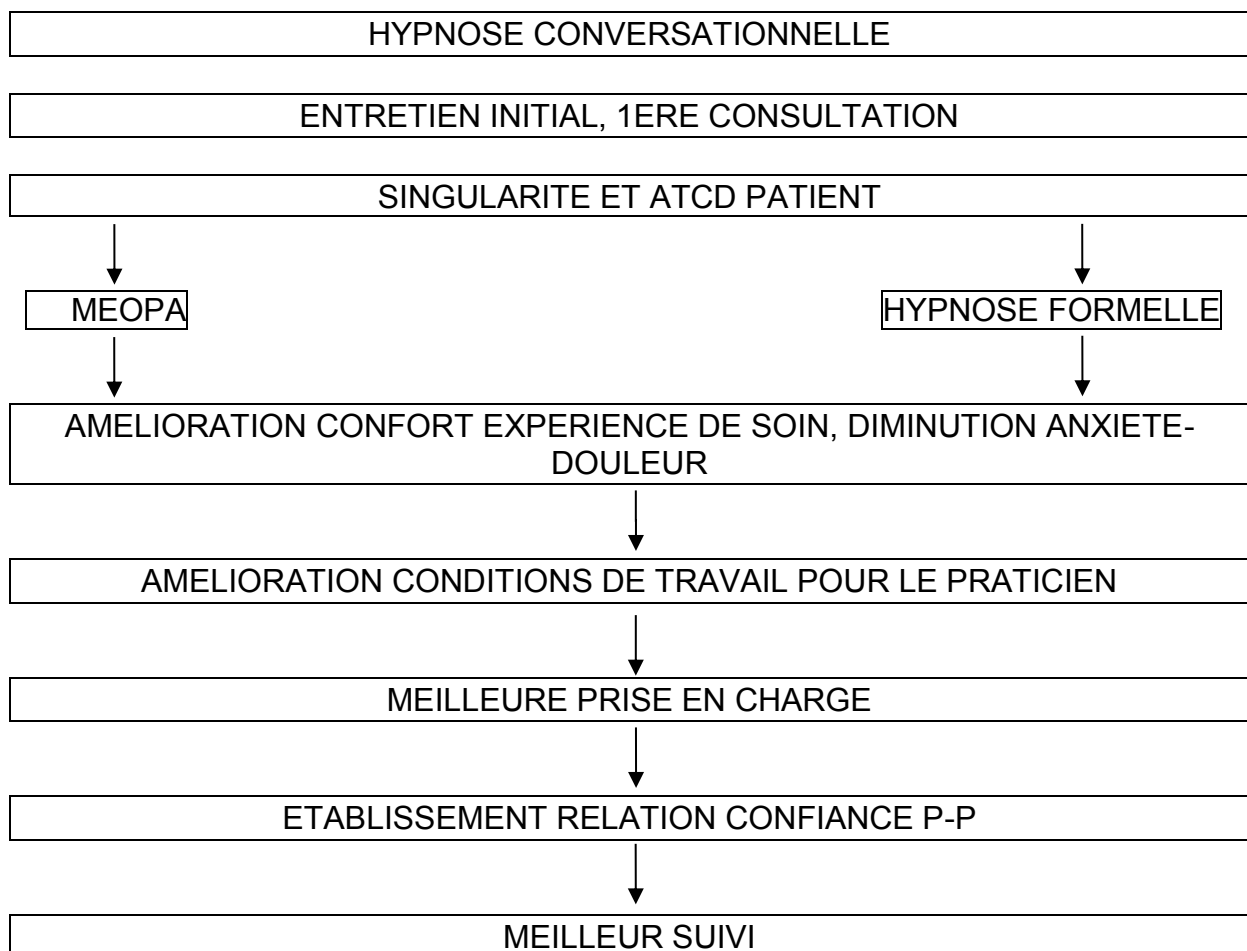 HYPNOSE CONVERSATIONNELLE
ENTRETIEN INITIAL, 1ERE CONSULTATION
SINGULARITE ET ATCD PATIENT
MEOPA
HYPNOSE FORMELLE
AMELIORATION CONFORT EXPERIENCE DE SOIN, DIMINUTION ANXIETE-
DOULEUR
AMELIORATION CONDITIONS DE TRAVAIL POUR LE PRATICIEN
MEILLEURE PRISE EN CHARGE
ETABLISSEMENT RELATION CONFIANCE P-P
MEILLEUR SUIVI